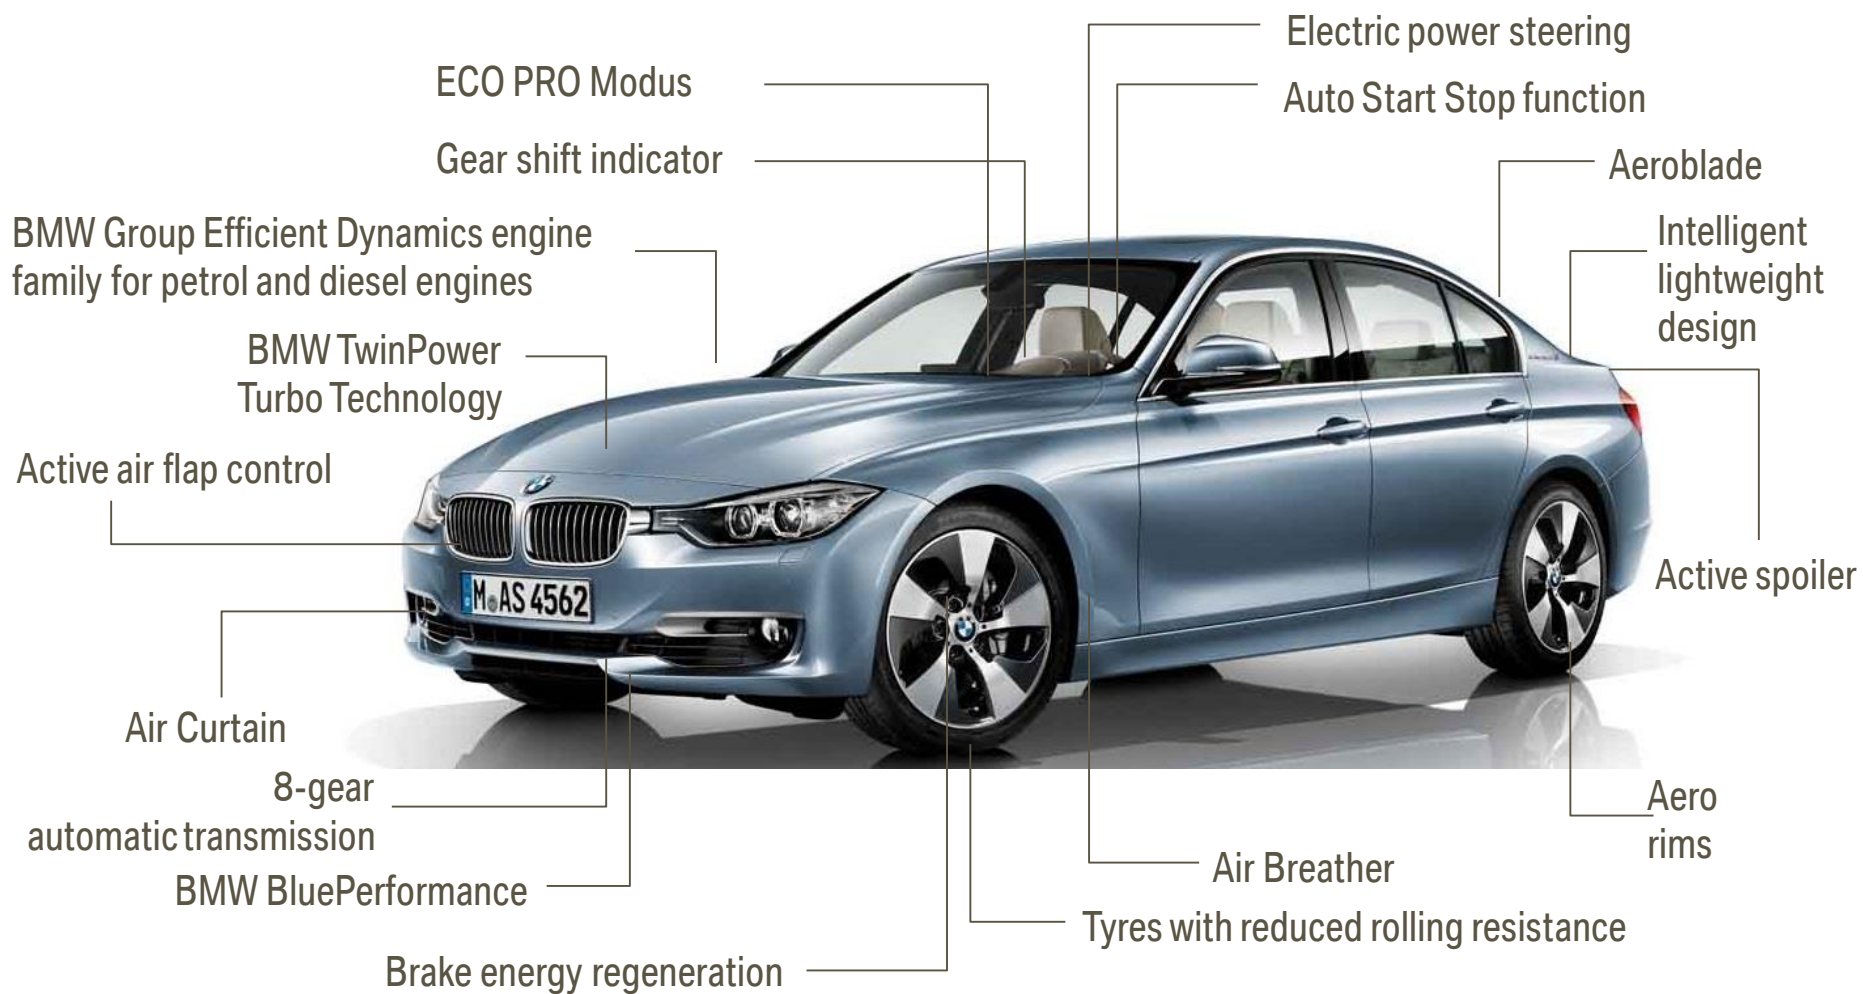 Electric power steering
ECO PRO Modus
Auto Start Stop function
Gear shift indicator
Aeroblade
BMW Group Efficient Dynamics engine
family for petrol and diesel engines
Intelligent
lightweight
design
BMW TwinPower
Turbo Technology
Active air flap control
M AS 4562
Active spoiler
Air Curtain
8-gear
automatic transmission
Aero
rims
BMW BluePerformance
Air Breather
Tyres with reduced rolling resistance
Brake energy regeneration